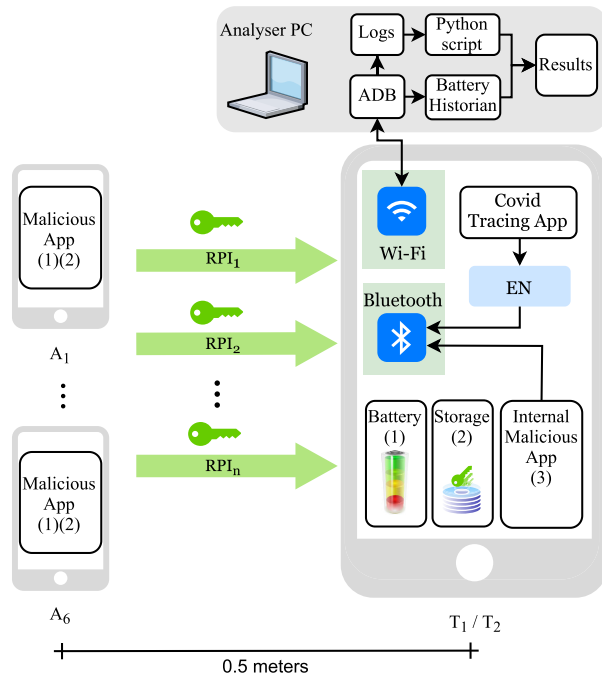 Analyser PC
Logs
Python
script
Results
ADB
Battery
Historian
Malicious
App
(1)(2)
A1
RPI1
RPI2
RPIn
Wi-Fi
Covid
Tracing App
EN
Bluetooth
Battery
(1)
Storage
(2)
Internal
Malicious
App
(3)
Malicious
App
(1)(2)
A6
T1 / T2
0.5 meters